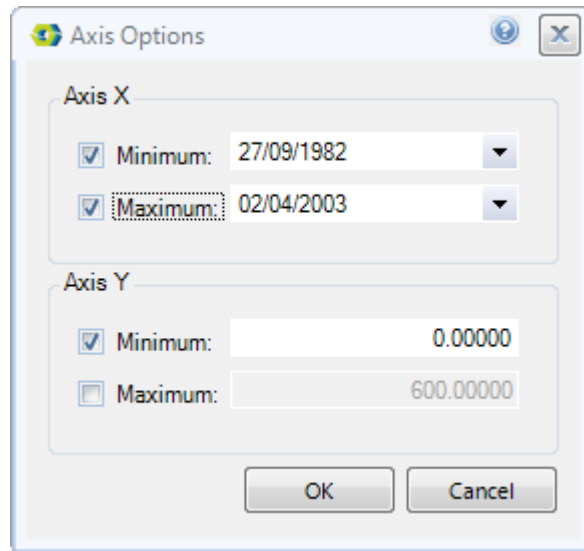 Axis Options
Axis X
Minimum: 27/09/1982
Maximum: 02/04/2003
Axis Y
Minimum: 0.00000
Maximum: 600.00000
OK Cancel